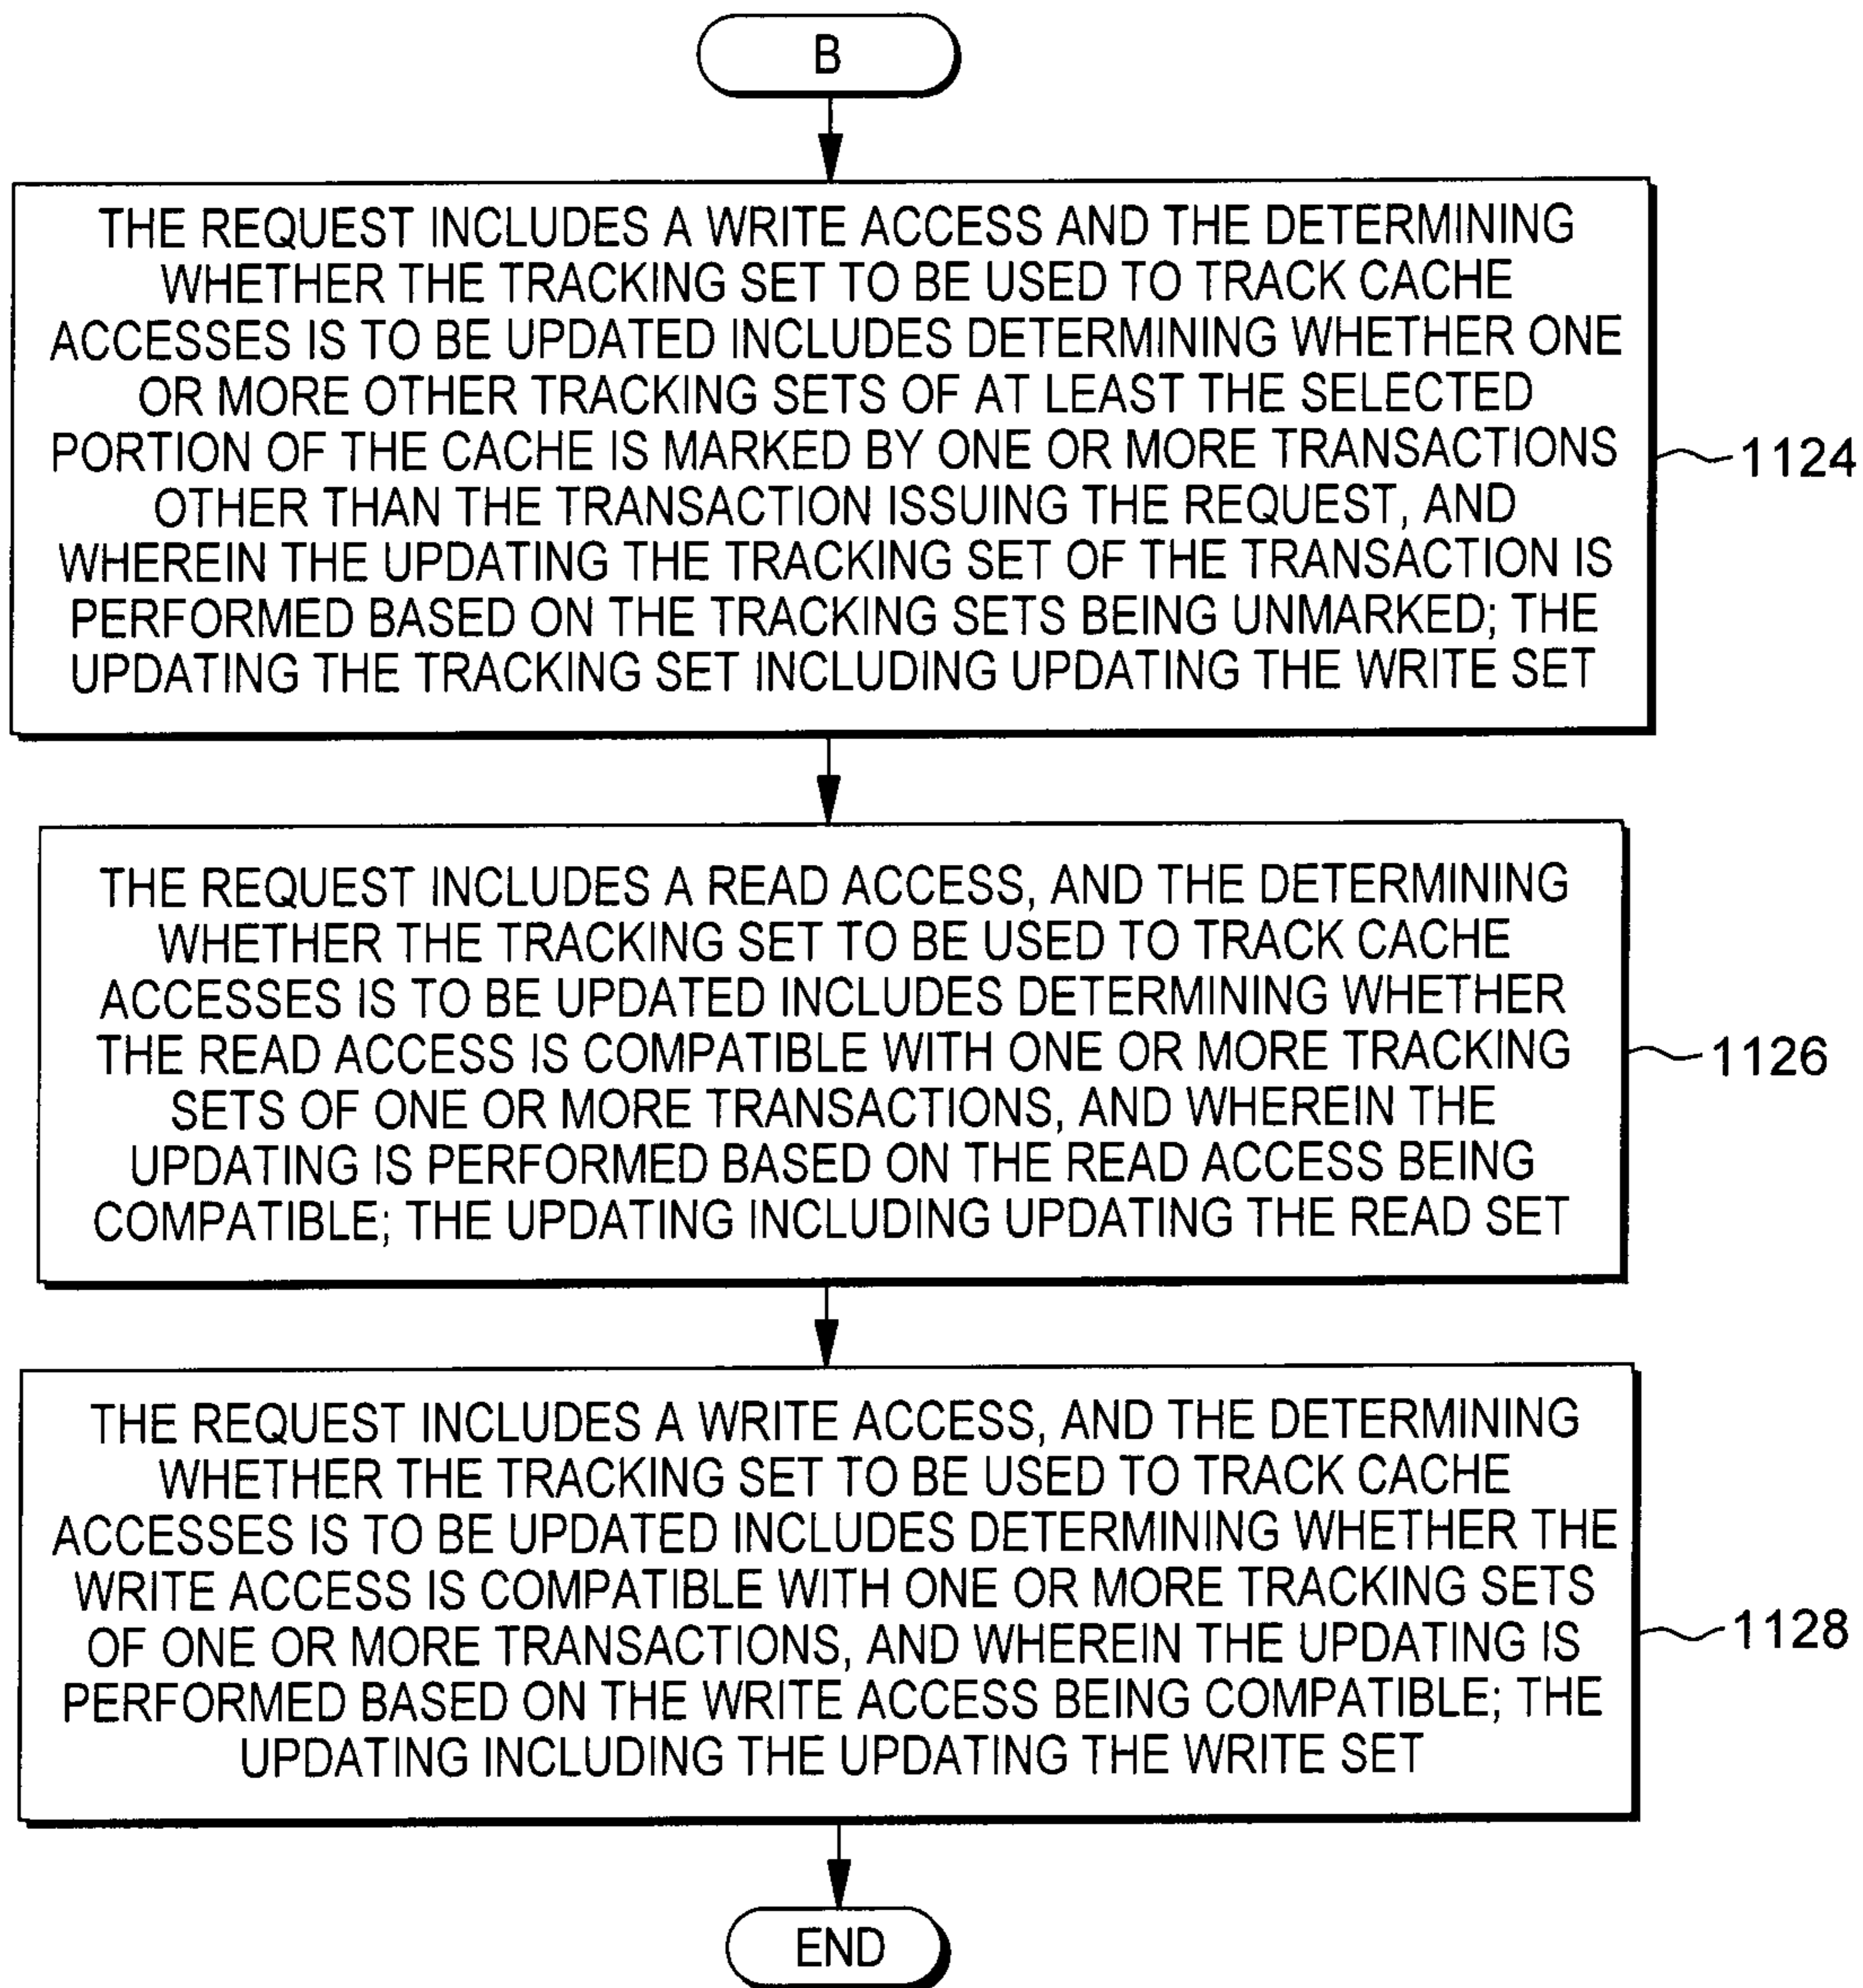 B
THE REQUEST INCLUDES A WRITE ACCESS AND THE DETERMINING
WHETHER THE TRACKING SET TO BE USED TO TRACK CACHE
ACCESSES IS TO BE UPDATED INCLUDES DETERMINING WHETHER ONE
OR MORE OTHER TRACKING SETS OF AT LEAST THE SELECTED
PORTION OF THE CACHE IS MARKED BY ONE OR MORE TRANSACTIONS
OTHER THAN THE TRANSACTION ISSUING THE REQUEST, AND
WHEREIN THE UPDATING THE TRACKING SET OF THE TRANSACTION IS
PERFORMED BASED ON THE TRACKING SETS BEING UNMARKED; THE
UPDATING THE TRACKING SET INCLUDING UPDATING THE WRITE SET
1124
THE REQUEST INCLUDES A READ ACCESS, AND THE DETERMINING
WHETHER THE TRACKING SET TO BE USED TO TRACK CACHE
ACCESSES IS TO BE UPDATED INCLUDES DETERMINING WHETHER
THE READ ACCESS IS COMPATIBLE WITH ONE OR MORE TRACKING
SETS OF ONE OR MORE TRANSACTIONS, AND WHEREIN THE
UPDATING IS PERFORMED BASED ON THE READ ACCESS BEING
COMPATIBLE; THE UPDATING INCLUDING UPDATING THE READ SET
1126
THE REQUEST INCLUDES A WRITE ACCESS, AND THE DETERMINING
WHETHER THE TRACKING SET TO BE USED TO TRACK CACHE
ACCESSES IS TO BE UPDATED INCLUDES DETERMINING WHETHER THE
WRITE ACCESS IS COMPATIBLE WITH ONE OR MORE TRACKING SETS
OF ONE OR MORE TRANSACTIONS, AND WHEREIN THE UPDATING IS
PERFORMED BASED ON THE WRITE ACCESS BEING COMPATIBLE; THE
UPDATING INCLUDING THE UPDATING THE WRITE SET
1128
END